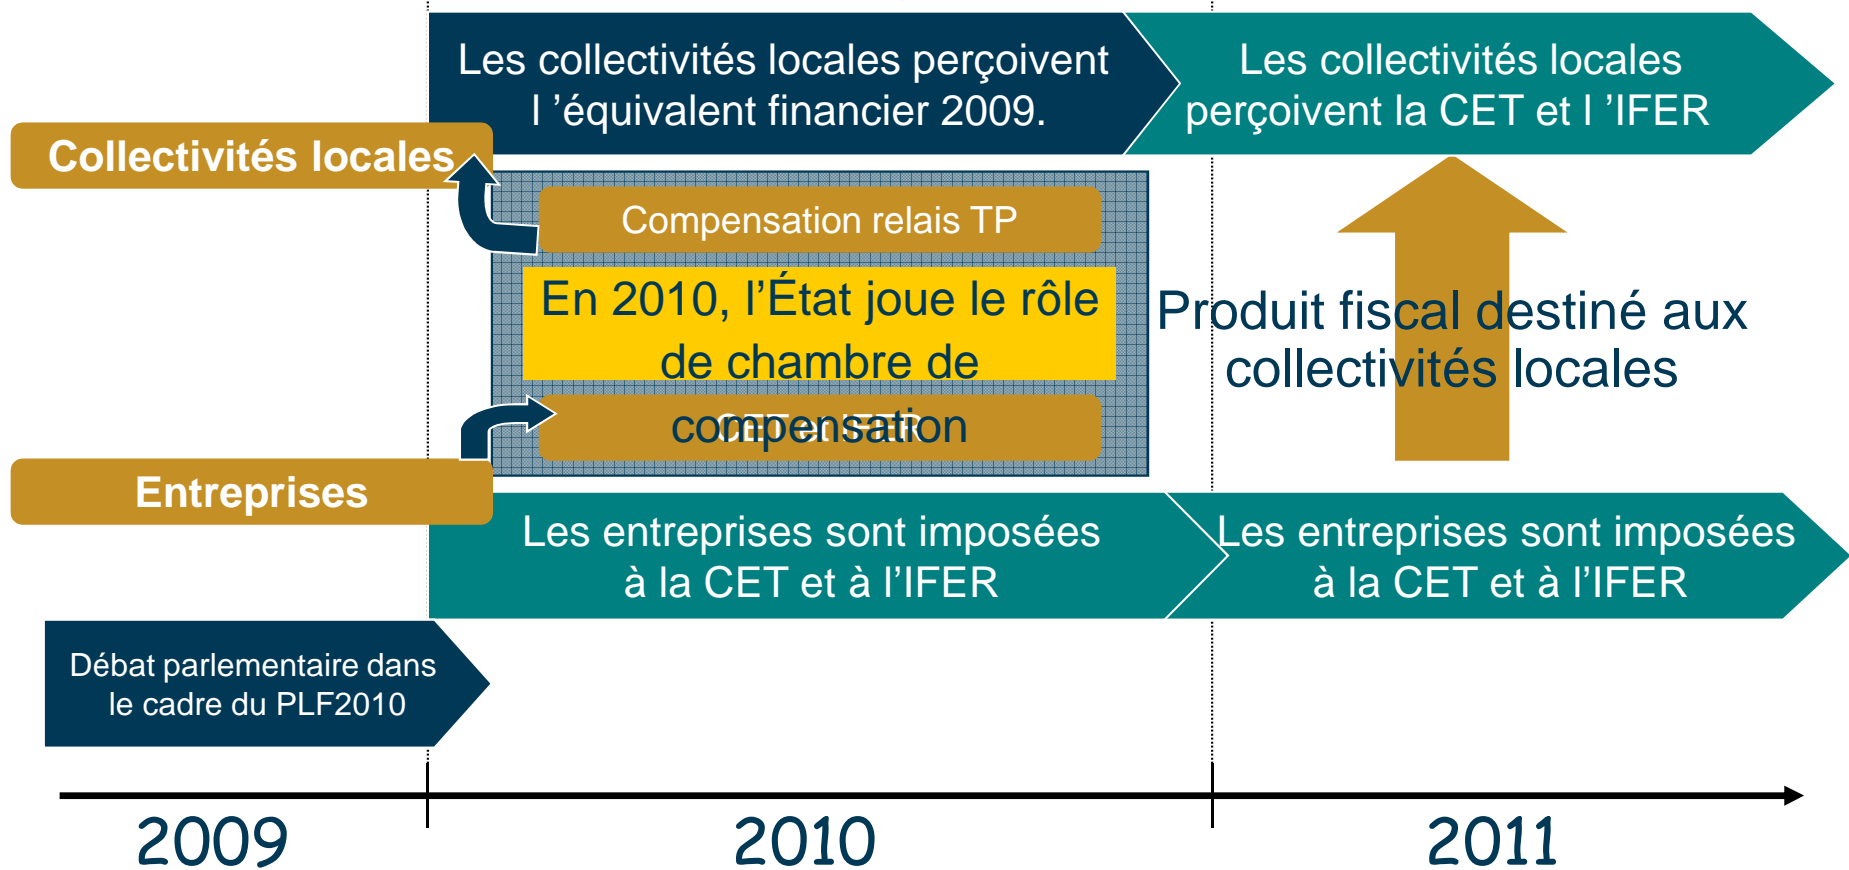 Les collectivités locales perçoivent
l ’équivalent financier 2009.
Les collectivités locales
perçoivent la CET et l ’IFER
Collectivités locales
Compensation relais TP
En 2010, l’État joue le rôle
de chambre de
compensation
CET et IFER
Produit fiscal destiné aux
collectivités locales
Entreprises
Les entreprises sont imposées
à la CET et à l’IFER
Les entreprises sont imposées
à la CET et à l’IFER
Débat parlementaire dans
le cadre du PLF2010
2009
2010
2011